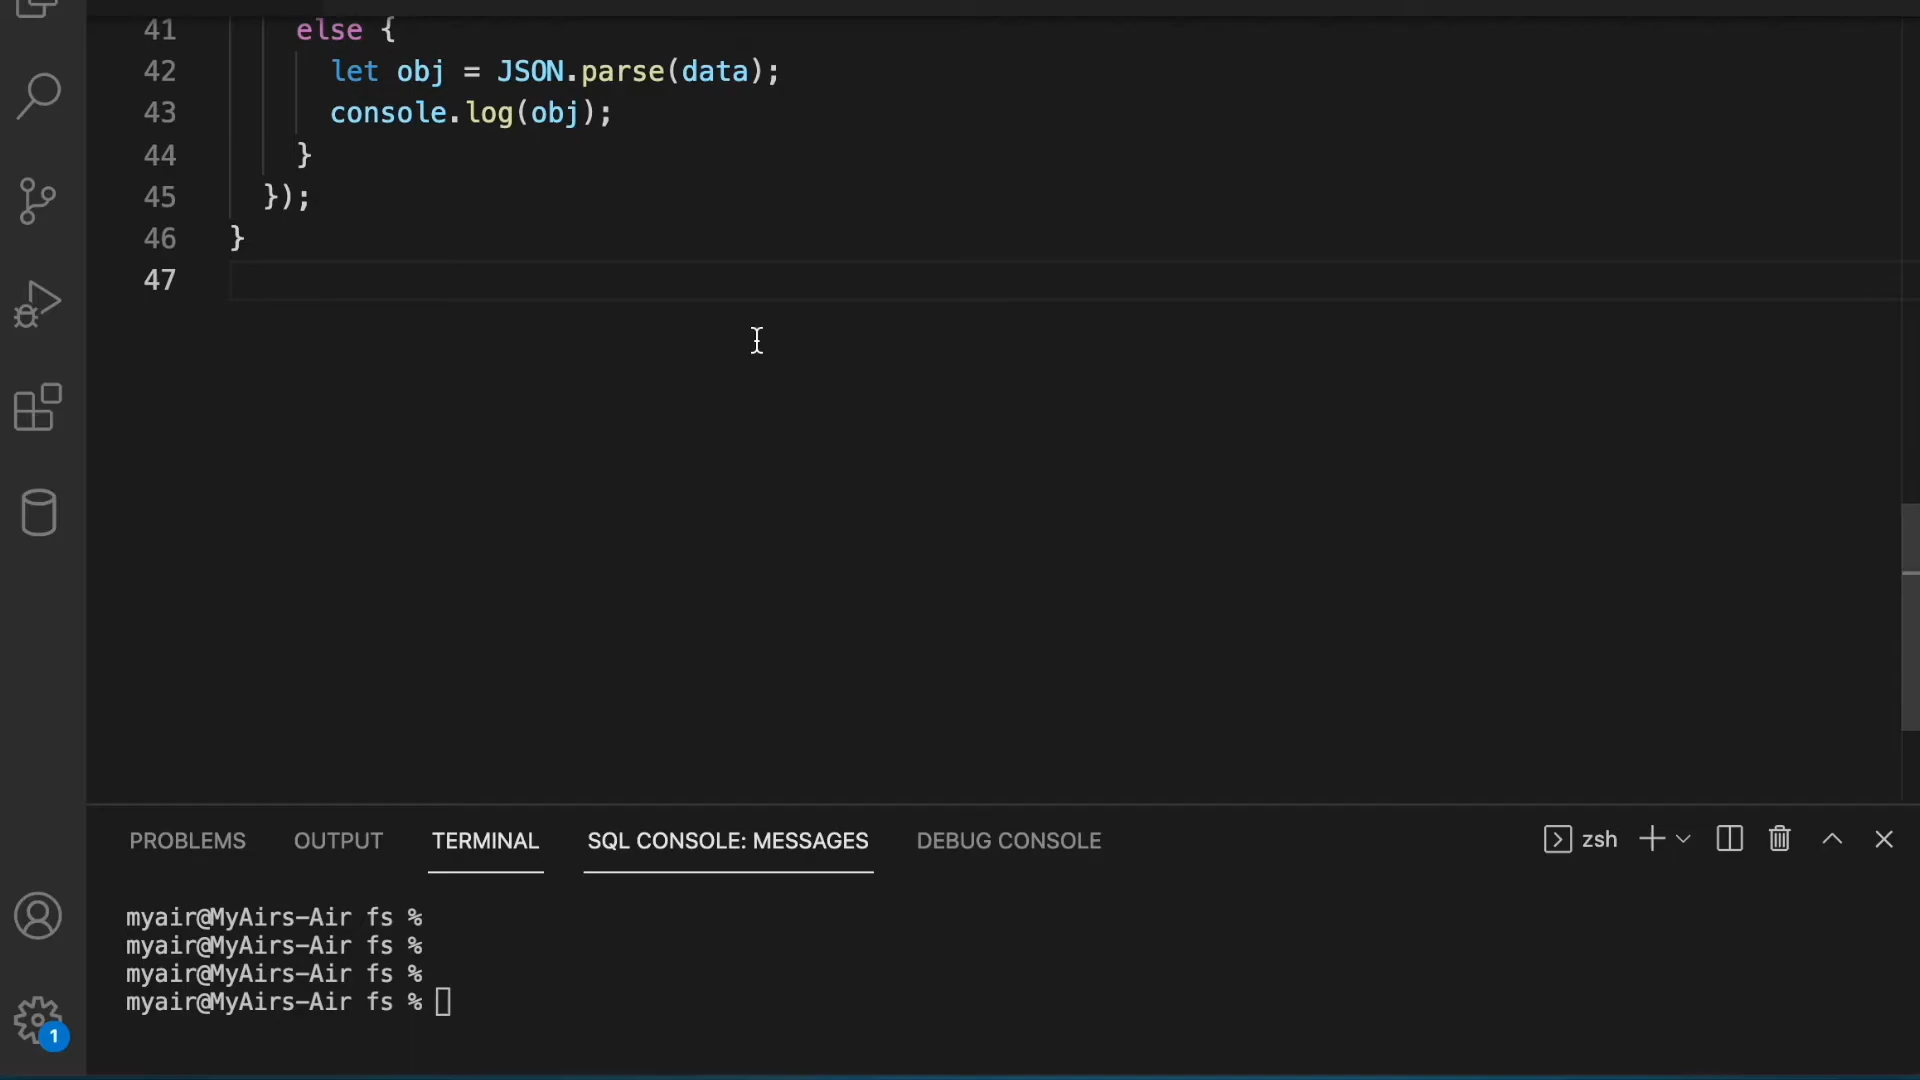 41 else {
42 let obj = JSON.parse(data);
43 console.log(obj);
44 }
45 });
46 }
47
PROBLEMS OUTPUT TERMINAL SQL CONSOLE: MESSAGES DEBUG CONSOLE zsh
myair@MyAirs-Air fs %
myair@MyAirs-Air fs %
myair@MyAirs-Air fs %
myair@MyAirs-Air fs %
1